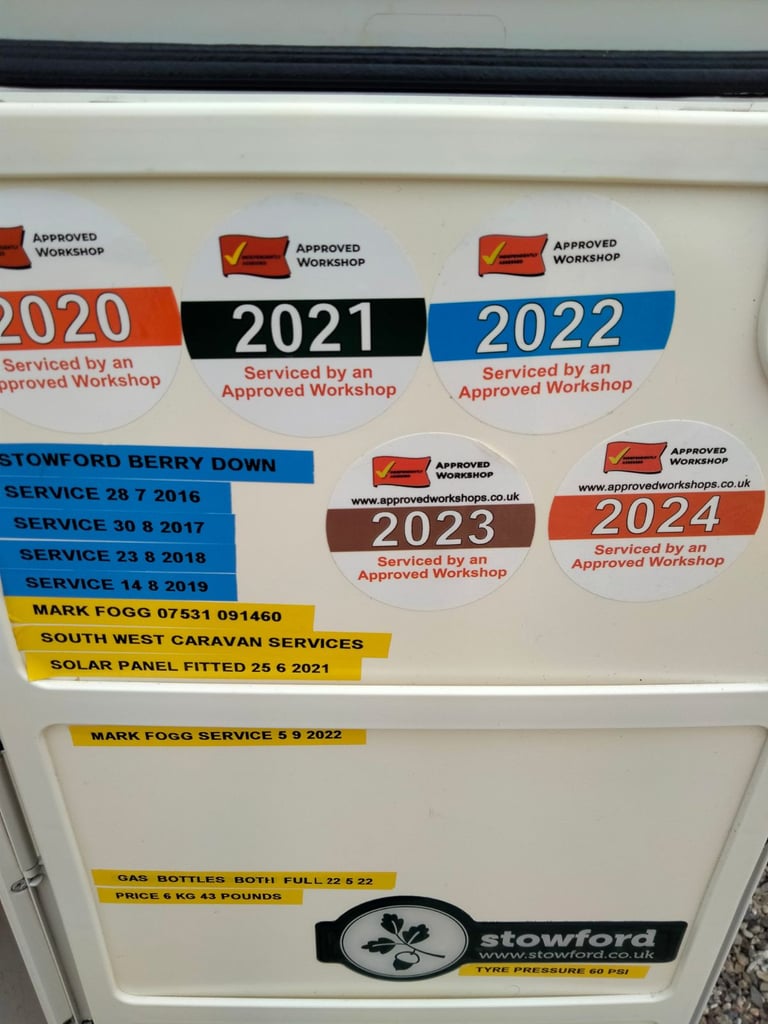 APPROVED
WORKSHOP
2020
Serviced by an
pproved Workshop
INDEPENDENTLY
ASSESSED
APPROVED
WORKSHOP
2021
Serviced by an
Approved Workshop
INDEPENDENTLY
ASSESSED
APPROVED
WORKSHOP
2022
Serviced by an
Approved Workshop
STOWFORD BERRY DOWN
SERVICE 28 7 2016
SERVICE 30 8 2017
SERVICE 23 8 2018
SERVICE 14 8 2019
MARK FOGG 07531 091460
SOUTH WEST CARAVAN SERVICES
SOLAR PANEL FITTED 25 6 2021
APPROVED
WORKSHOP
www.approvedworkshops.co.uk
2023
Serviced by an
Approved Workshop
APPROVED
WORKSHOP
www.approvedworkshops.co.uk
2024
Serviced by an
Approved Workshop
MARK FOGG SERVICE 5 9 2022
GAS BOTTLES BOTH FULL 22 5 22
PRICE 6 KG 43 POUNDS
stowford
www.stowford.co.uk
TYRE PRESSURE 60 PSI